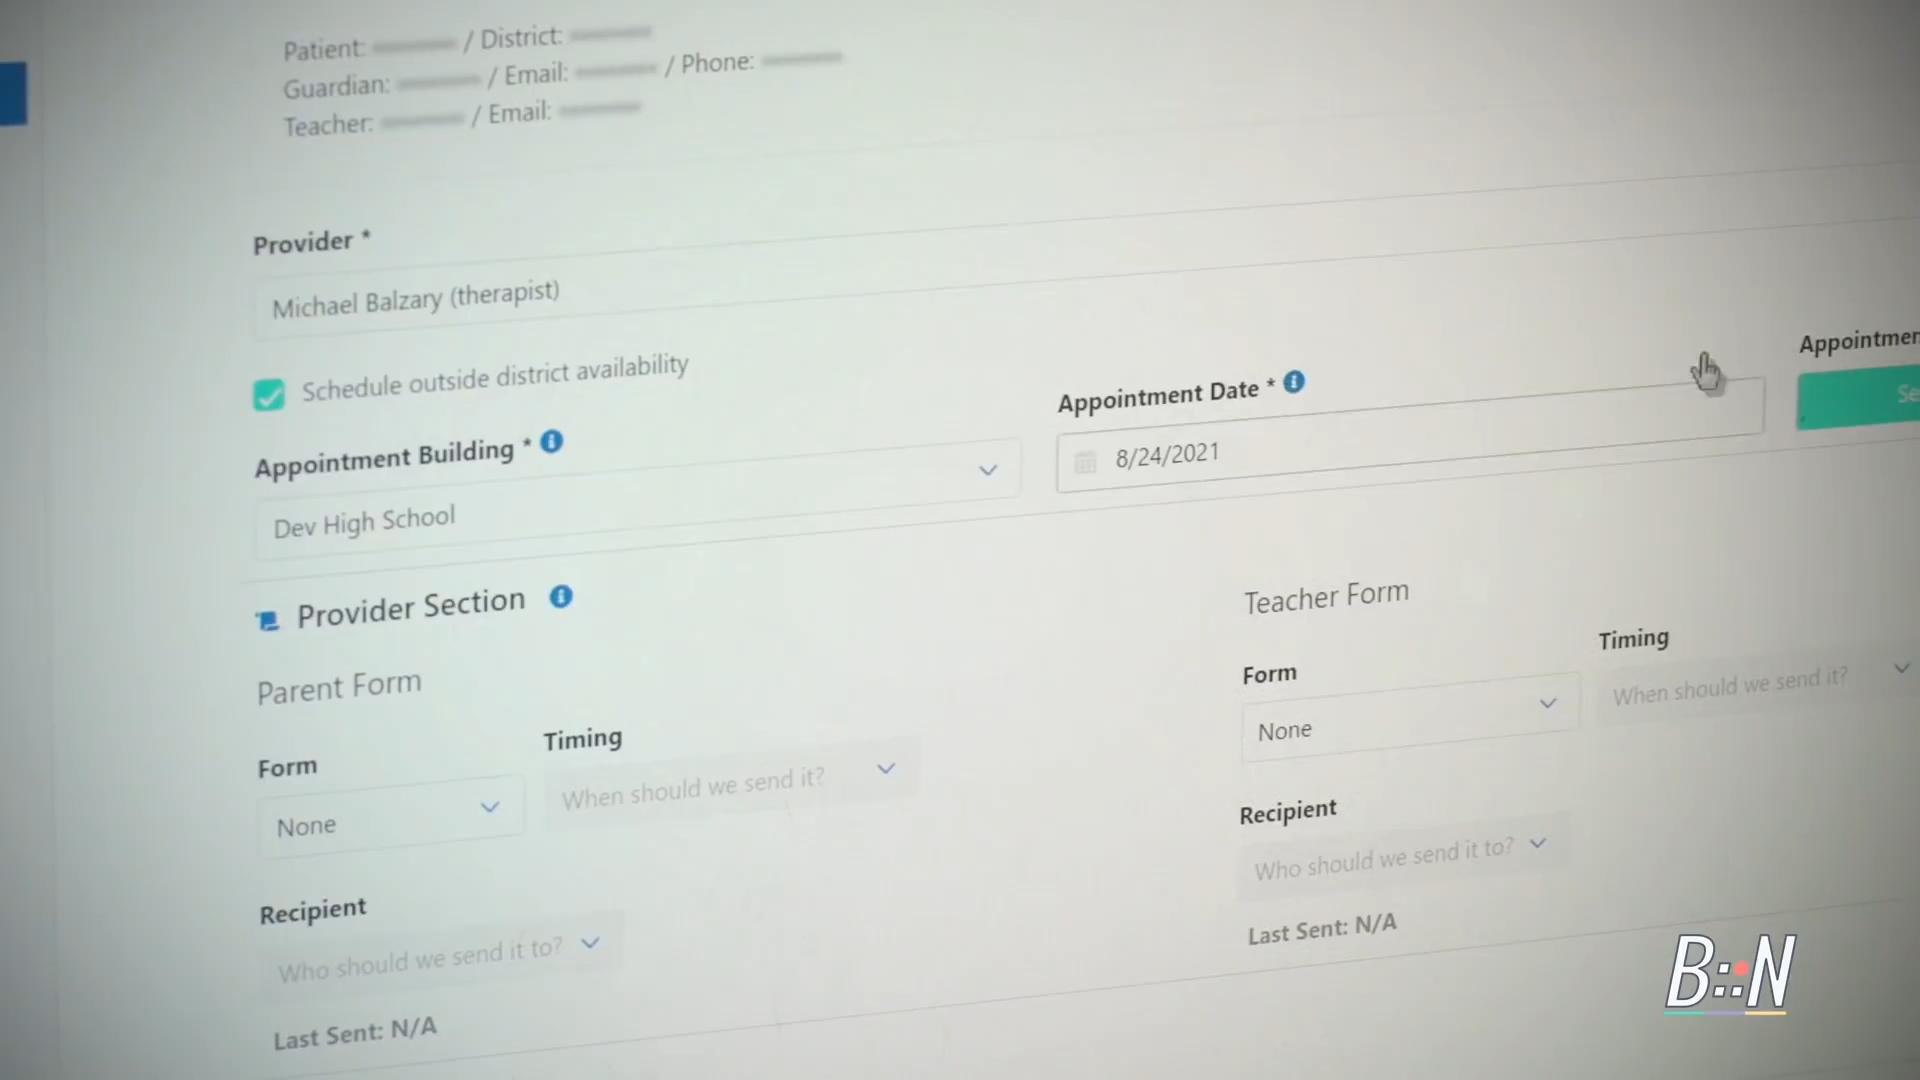 Patient: / District:
Guardian: / Email: / Phone:
Teacher: / Email:
Provider *
Michael Balzary (therapist)
Schedule outside district availability
Appointment Building *
Dev High School
Appointment Date *
8/24/2021
Provider Section
Parent Form
Form
None
Timing
When should we send it?
Recipient
Who should we send it to?
Last Sent: N/A
Teacher Form
Form
None
Timing
When should we send it?
Recipient
Who should we send it to?
Last Sent: N/A